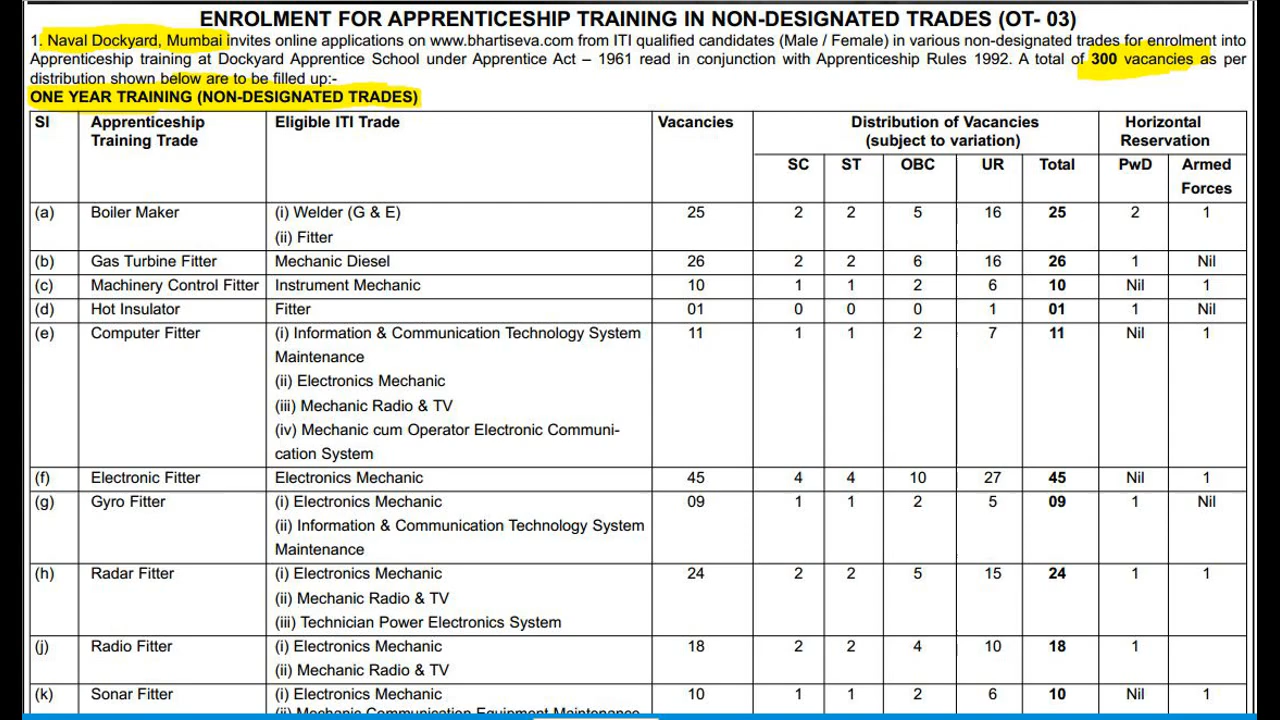 ENROLMENT FOR APPRENTICESHIP TRAINING IN NON-DESIGNATED TRADES (OT- 03)
1. Naval Dockyard, Mumbai invites online applications on www.bhartiseva.com from ITI qualified candidates (Male / Female) in various non-designated trades for enrolment into
Apprenticeship training at Dockyard Apprentice School under Apprentice Act – 1961 read in conjunction with Apprenticeship Rules 1992. A total of 300 vacancies as per
distribution shown below are to be filled up:-
ONE YEAR TRAINING (NON-DESIGNATED TRADES)
Sl Apprenticeship Eligible ITI Trade Vacancies Distribution of Vacancies Horizontal
Training Trade (subject to variation) Reservation
SC ST OBC UR Total PwD Armed
Forces
(a) Boiler Maker (i) Welder (G & E) 25 2 2 5 16 25 2 1
(ii) Fitter
(b) Gas Turbine Fitter Mechanic Diesel 26 2 2 6 16 26 1 Nil
(c) Machinery Control Fitter Instrument Mechanic 10 1 1 2 6 10 Nil 1
(d) Hot Insulator Fitter 01 0 0 0 1 01 1 Nil
(e) Computer Fitter (i) Information & Communication Technology System 11 1 1 2 7 11 Nil 1
Maintenance
(ii) Electronics Mechanic
(iii) Mechanic Radio & TV
(iv) Mechanic cum Operator Electronic Communi-
cation System
(f) Electronic Fitter Electronics Mechanic 45 4 4 10 27 45 Nil 1
(g) Gyro Fitter (i) Electronics Mechanic 09 1 1 2 5 09 1 Nil
(ii) Information & Communication Technology System
Maintenance
(h) Radar Fitter (i) Electronics Mechanic 24 2 2 5 15 24 1 1
(ii) Mechanic Radio & TV
(iii) Technician Power Electronics System
(j) Radio Fitter (i) Electronics Mechanic 18 2 2 4 10 18 1
(ii) Mechanic Radio & TV
(k) Sonar Fitter (i) Electronics Mechanic 10 1 1 2 6 10 Nil 1
(ii) Mechanic Communication Equipment Maintenance